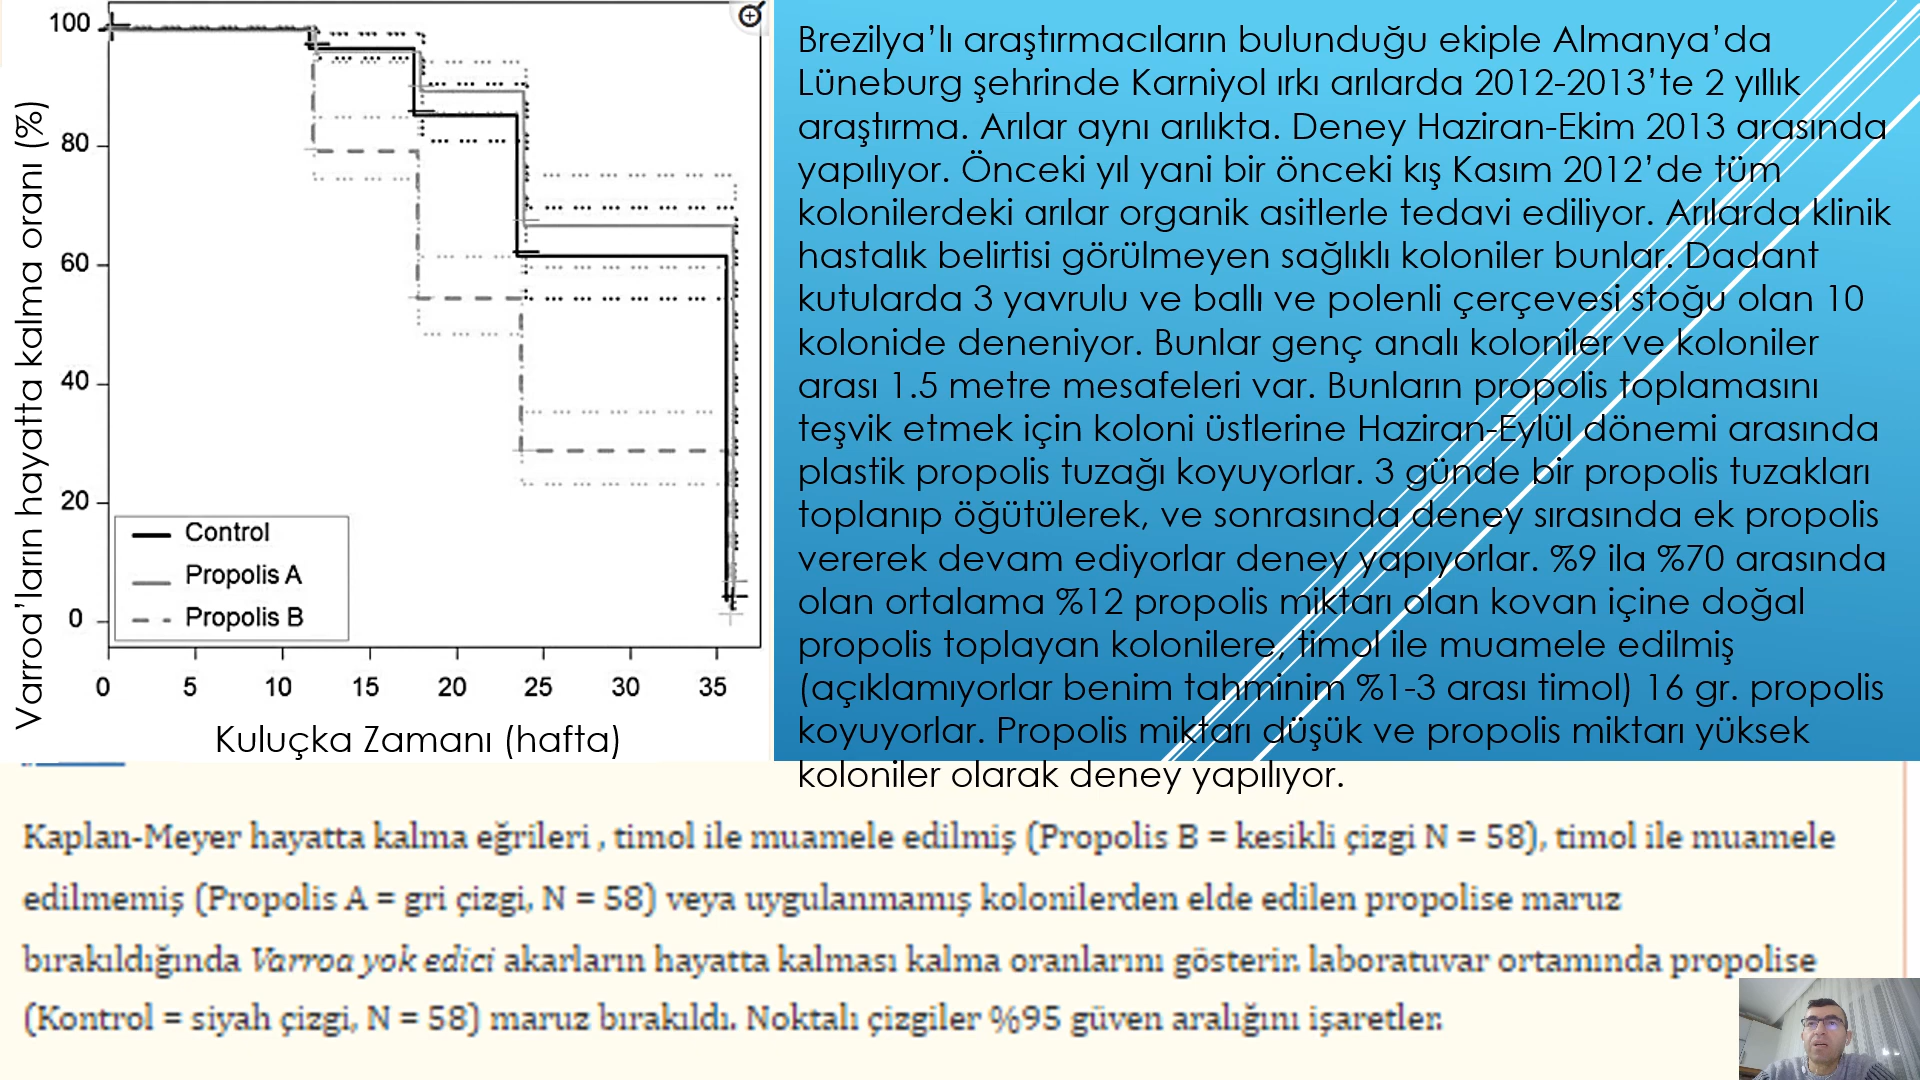 Varroa'ların hayatta kalma oranı (%)
100
80
60
40
20
0
Control
Propolis A
Propolis B
0 5 10 15 20 25 30 35
Kuluçka Zamanı (hafta)
Brezilya'lı araştırmacıların bulunduğu ekiple Almanya'da
Lüneburg şehrinde Karniyol ırkı arılarda 2012-2013'te 2 yıllık
araştırma. Arılar aynı arılıkta. Deney Haziran-Ekim 2013 arasında
yapılıyor. Önceki yıl yani bir önceki kış Kasım 2012'de tüm
kolonilerdeki arılar organik asitlerle tedavi ediliyor. Arılarda klinik
hastalık belirtisi görülmeyen sağlıklı koloniler bunlar. Dadant
kutularda 3 yavrulu ve ballı ve polenli çerçevesi stoğu olan 10
kolonide deneniyor. Bunlar genç analı koloniler ve koloniler
arası 1.5 metre mesafeleri var. Bunların propolis toplamasını
teşvik etmek için koloni üstlerine Haziran-Eylül dönemi arasında
plastik propolis tuzağı koyuyorlar. 3 günde bir propolis tuzakları
toplanıp öğütülerek, ve sonrasında deney sırasında ek propolis
vererek devam ediyorlar deney yapıyorlar. %9 ila %70 arasında
olan ortalama %12 propolis miktarı olan kovan içine doğal
propolis toplayan kolonilere, timol ile muamele edilmiş
(açıklamıyorlar benim tahminim %1-3 arası timol) 16 gr. propolis
koyuyorlar. Propolis miktarı düşük ve propolis miktarı yüksek
koloniler olarak deney yapılıyor.
Kaplan-Meyer hayatta kalma eğrileri , timol ile muamele edilmiş (Propolis B = kesikli çizgi N = 58), timol ile muamele
edilmemiş (Propolis A = gri çizgi, N = 58) veya uygulanmamış kolonilerden elde edilen propolise maruz
bırakıldığında Varroa yok edici akarların hayatta kalması kalma oranlarını gösterir. laboratuvar ortamında propolise
(Kontrol = siyah çizgi, N = 58) maruz bırakıldı. Noktalı çizgiler %95 güven aralığını işaretler.